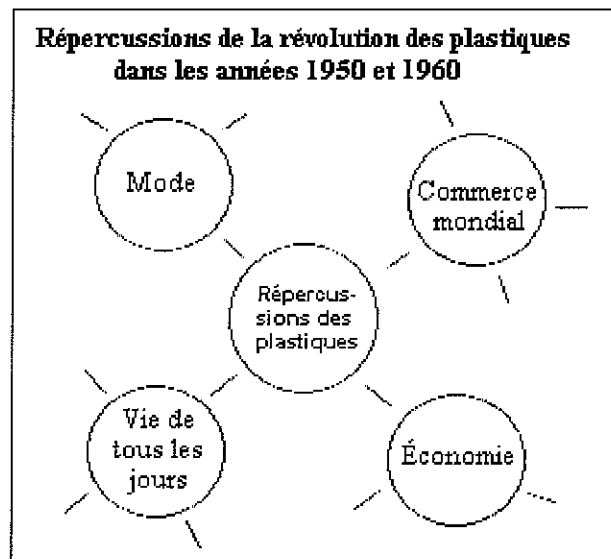 Répercussions de la révolution des plastiques
dans les années 1950 et 1960
Mode
Commerce
mondial
Répercus-
sions des
plastiques
Vie de
tous les
jours
Économie